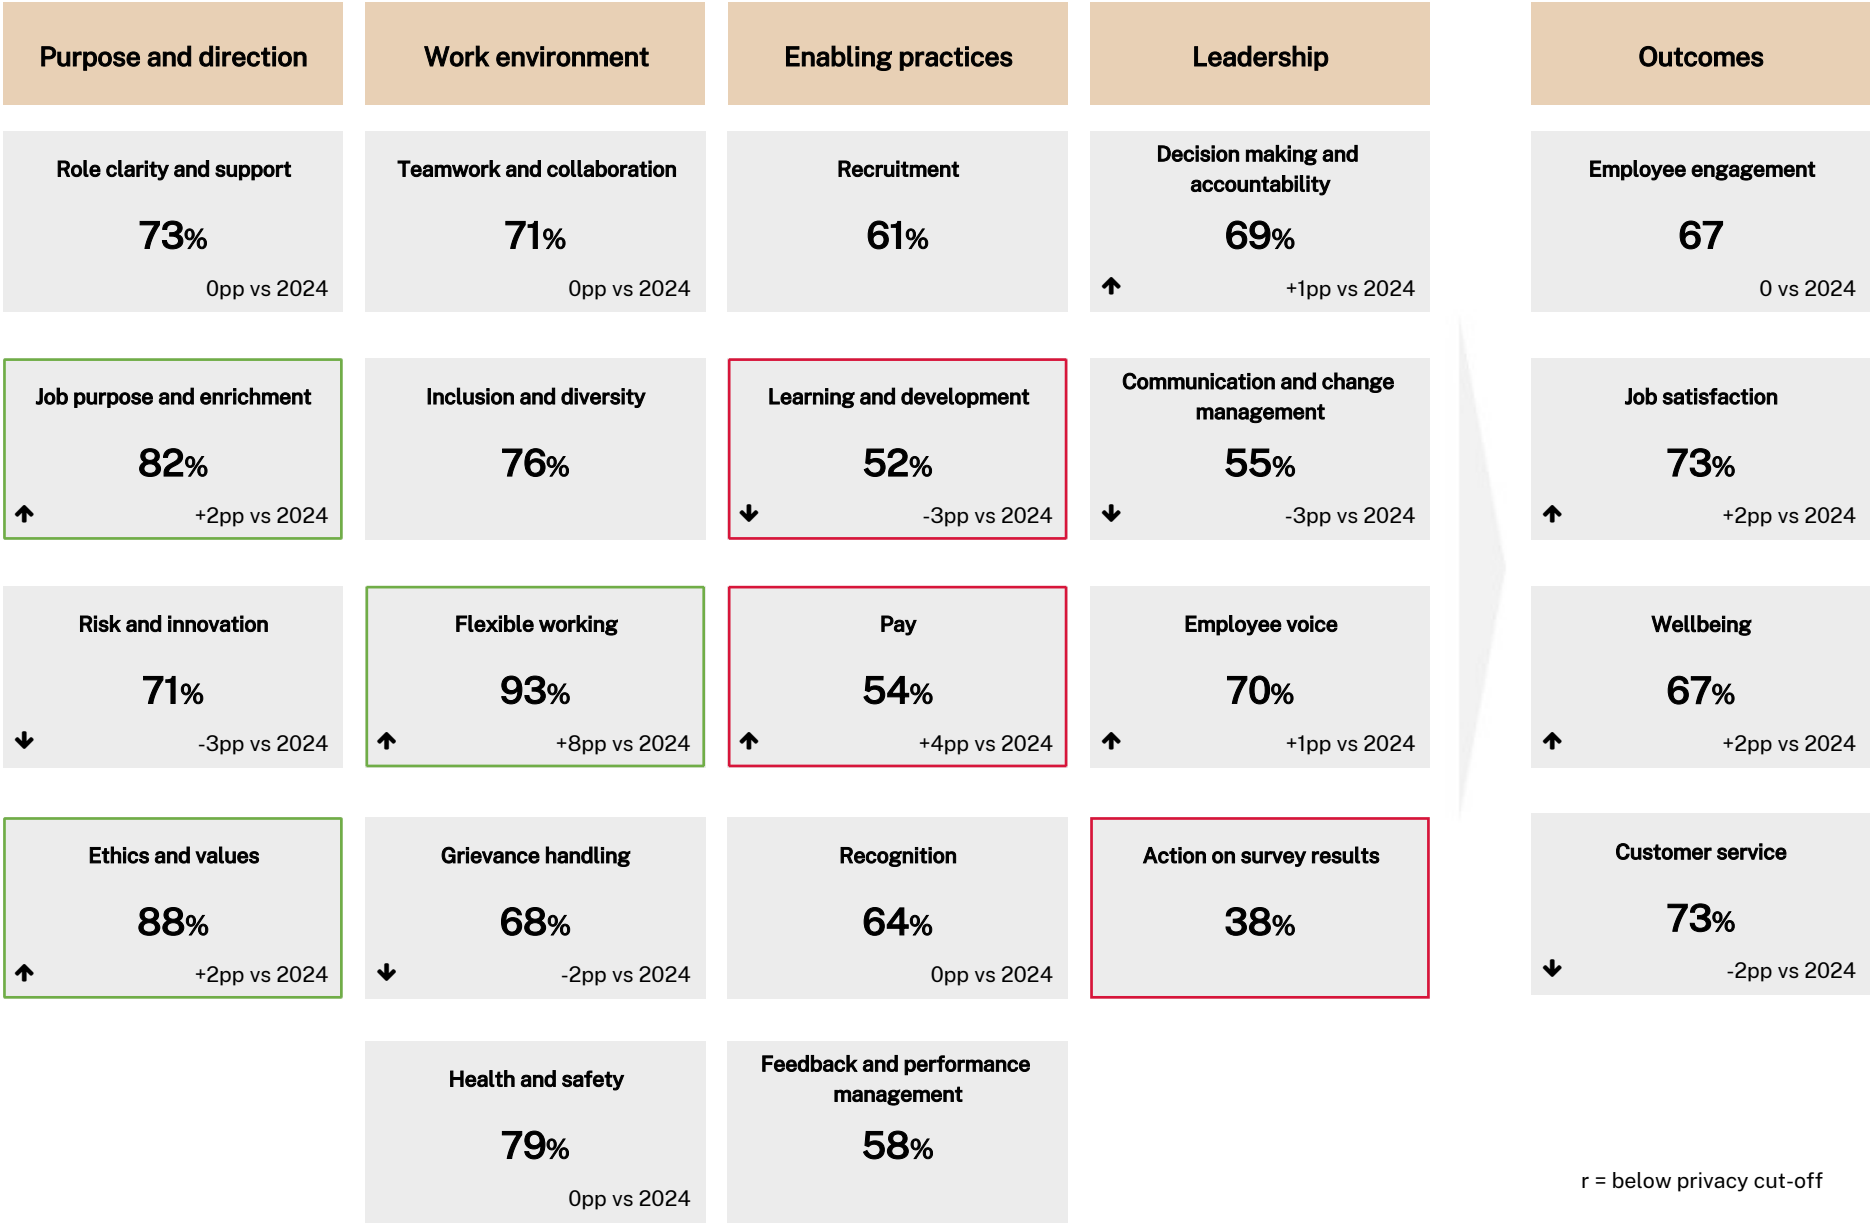 Purpose and direction
Role clarity and support
73%
0pp vs 2024
Job purpose and enrichment
82%
+2pp vs 2024
Risk and innovation
71%
-3pp vs 2024
Ethics and values
88%
+2pp vs 2024
Work environment
Teamwork and collaboration
71%
0pp vs 2024
Inclusion and diversity
76%
Flexible working
93%
+8pp vs 2024
Grievance handling
68%
-2pp vs 2024
Health and safety
79%
0pp vs 2024
Enabling practices
Recruitment
61%
Learning and development
52%
-3pp vs 2024
Pay
54%
+4pp vs 2024
Recognition
64%
0pp vs 2024
Feedback and performance
management
58%
Leadership
Decision making and
accountability
69%
+1pp vs 2024
Communication and change
management
55%
-3pp vs 2024
Employee voice
70%
+1pp vs 2024
Action on survey results
38%
Outcomes
Employee engagement
67
0 vs 2024
Job satisfaction
73%
+2pp vs 2024
Wellbeing
67%
+2pp vs 2024
Customer service
73%
-2pp vs 2024
r = below privacy cut-off